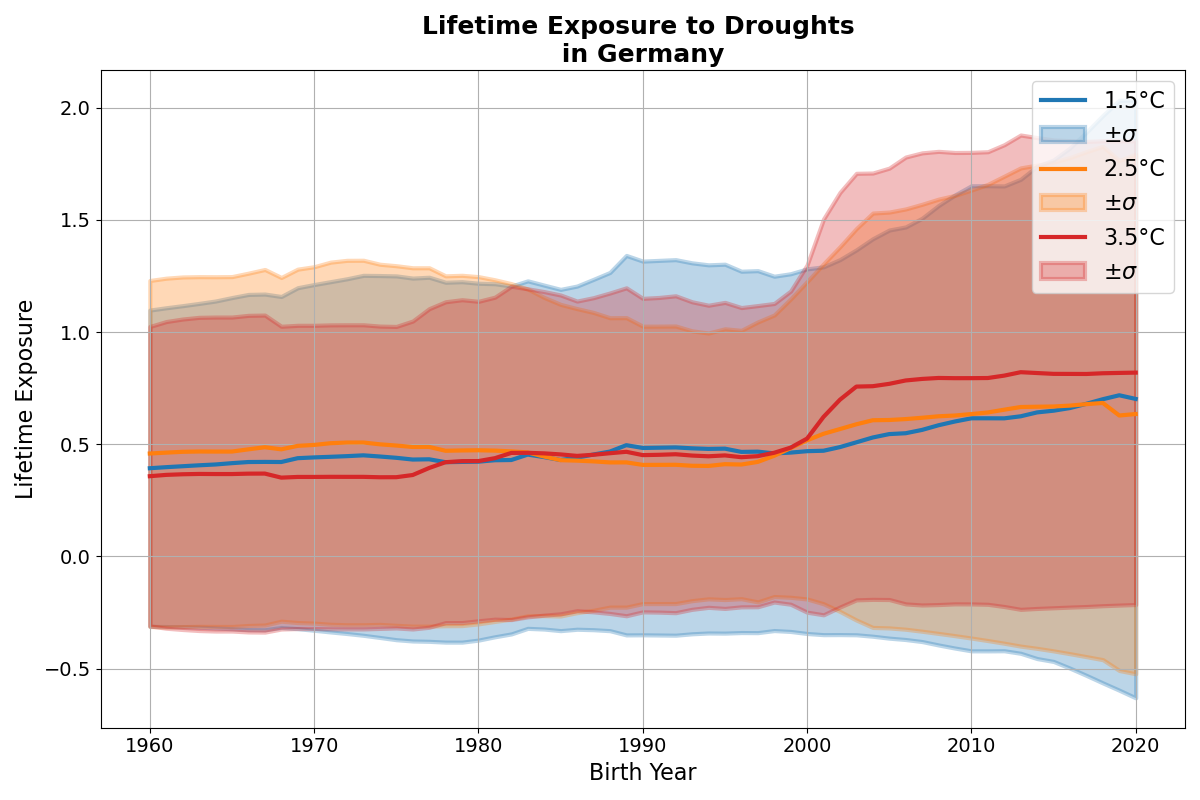 Lifetime Exposure to Droughts
in Germany
Lifetime Exposure
2.0
1.5
1.0
0.5
0.0
−0.5
1960
1970
1980
1990
2000
2010
2020
Birth Year
1.5°C
±σ
2.5°C
±σ
3.5°C
±σ